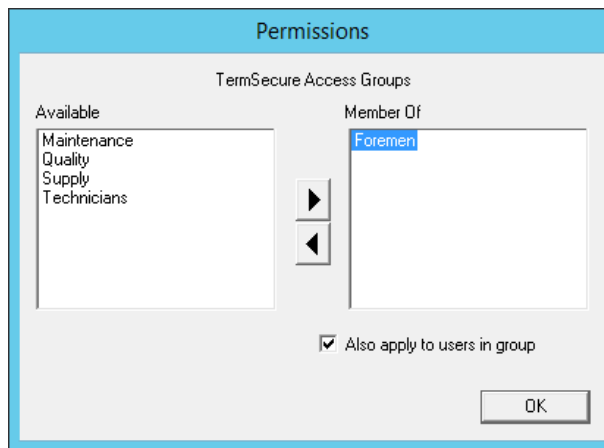 Permissions
TermSecure Access Groups
Available
Member Of
Maintenance
Quality
Supply
Technicians
Foremen
Also apply to users in group
OK